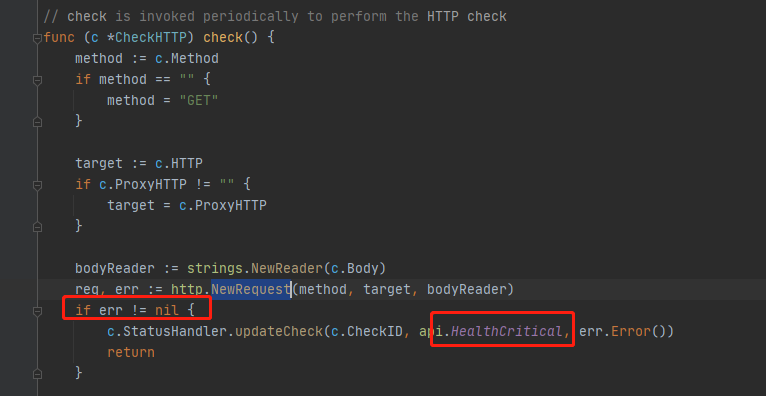 // check is invoked periodically to perform the HTTP check
func (c *CheckHTTP) check() {
method := c.Method
if method == "" {
method = "GET"
}
target := c.HTTP
if c.ProxyHTTP != "" {
target = c.ProxyHTTP
}
bodyReader := strings.NewReader(c.Body)
req, err := http.NewRequest(method, target, bodyReader)
if err != nil {
c.StatusHandler.updateCheck(c.CheckID, api.HealthCritical, err.Error())
return
}